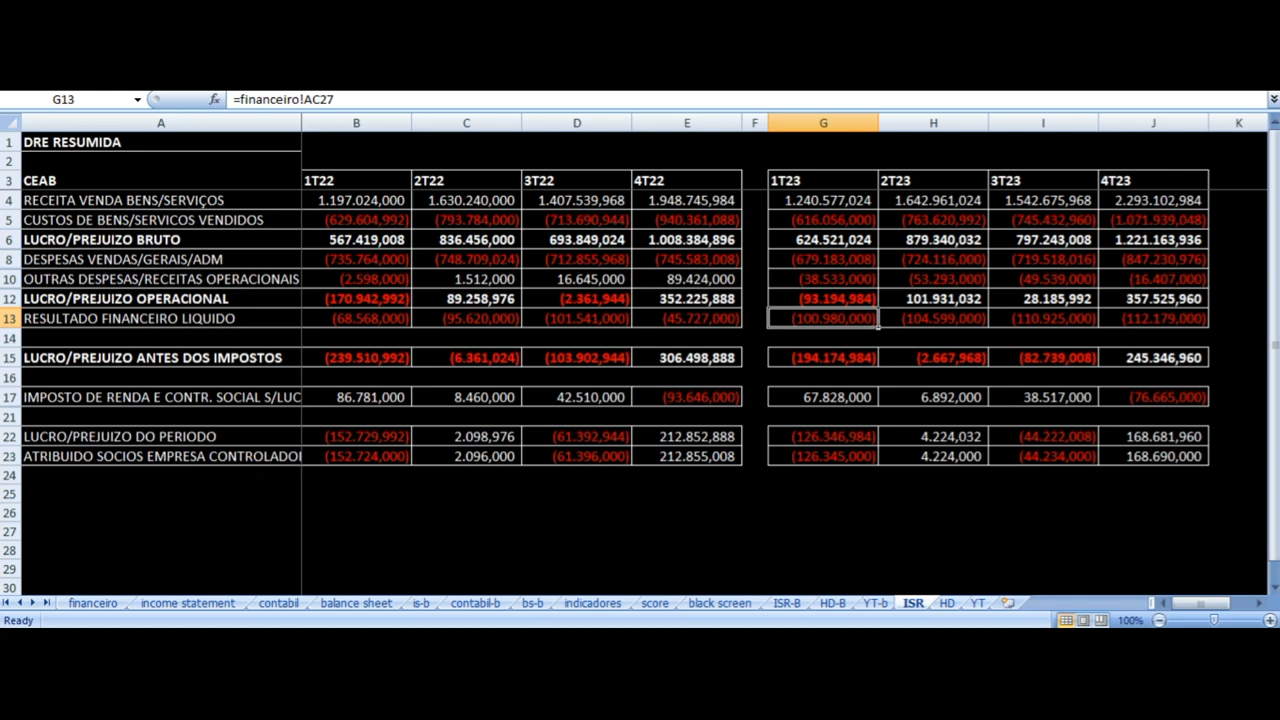 G13 fx =financeiro!AC27
A B C D E F G H I J K
1 DRE RESUMIDA
2
3 CEAB 1T22 2T22 3T22 4T22 1T23 2T23 3T23 4T23
4 RECEITA VENDA BENS/SERVIÇOS 1.197.024,000 1.630.240,000 1.407.539,968 1.948.745,984 1.240.577,024 1.642.961,024 1.542.675,968 2.293.102,984
5 CUSTOS DE BENS/SERVICOS VENDIDOS (629.604,992) (793.784,000) (713.690,944) (940.361,088) (616.056,000) (763.620,992) (745.432,960) (1.071.939,048)
6 LUCRO/PREJUIZO BRUTO 567.419,008 836.456,000 693.849,024 1.008.384,896 624.521,024 879.340,032 797.243,008 1.221.163,936
8 DESPESAS VENDAS/GERAIS/ADM (735.764,000) (748.709,024) (712.855,968) (745.583,008) (679.183,008) (724.116,000) (719.518,016) (847.230,976)
10 OUTRAS DESPESAS/RECEITAS OPERACIONAIS (2.598,000) 1.512,000 16.645,000 89.424,000 (38.533,000) (53.293,000) (49.539,000) (16.407,000)
12 LUCRO/PREJUIZO OPERACIONAL (170.942,992) 89.258,976 (2.361,944) 352.225,888 (93.194,984) 101.931,032 28.185,992 357.525,960
13 RESULTADO FINANCEIRO LIQUIDO (68.568,000) (95.620,000) (101.541,000) (45.727,000) (100.980,000) (104.599,000) (110.925,000) (112.179,000)
14
15 LUCRO/PREJUIZO ANTES DOS IMPOSTOS (239.510,992) (6.361,024) (103.902,944) 306.498,888 (194.174,984) (2.667,968) (82.739,008) 245.346,960
16
17 IMPOSTO DE RENDA E CONTR. SOCIAL S/LUC 86.781,000 8.460,000 42.510,000 (93.646,000) 67.828,000 6.892,000 38.517,000 (76.665,000)
21
22 LUCRO/PREJUIZO DO PERIODO (152.729,992) 2.098,976 (61.392,944) 212.852,888 (126.346,984) 4.224,032 (44.222,008) 168.681,960
23 ATRIBUIDO SOCIOS EMPRESA CONTROLADOI (152.724,000) 2.096,000 (61.396,000) 212.855,008 (126.345,000) 4.224,000 (44.234,000) 168.690,000
24
25
26
27
28
29
30
financeiro income statement contabil balance sheet is-b contabil-b bs-b indicadores score black screen ISR-B HD-B YT-b ISR HD YT
Ready 100%